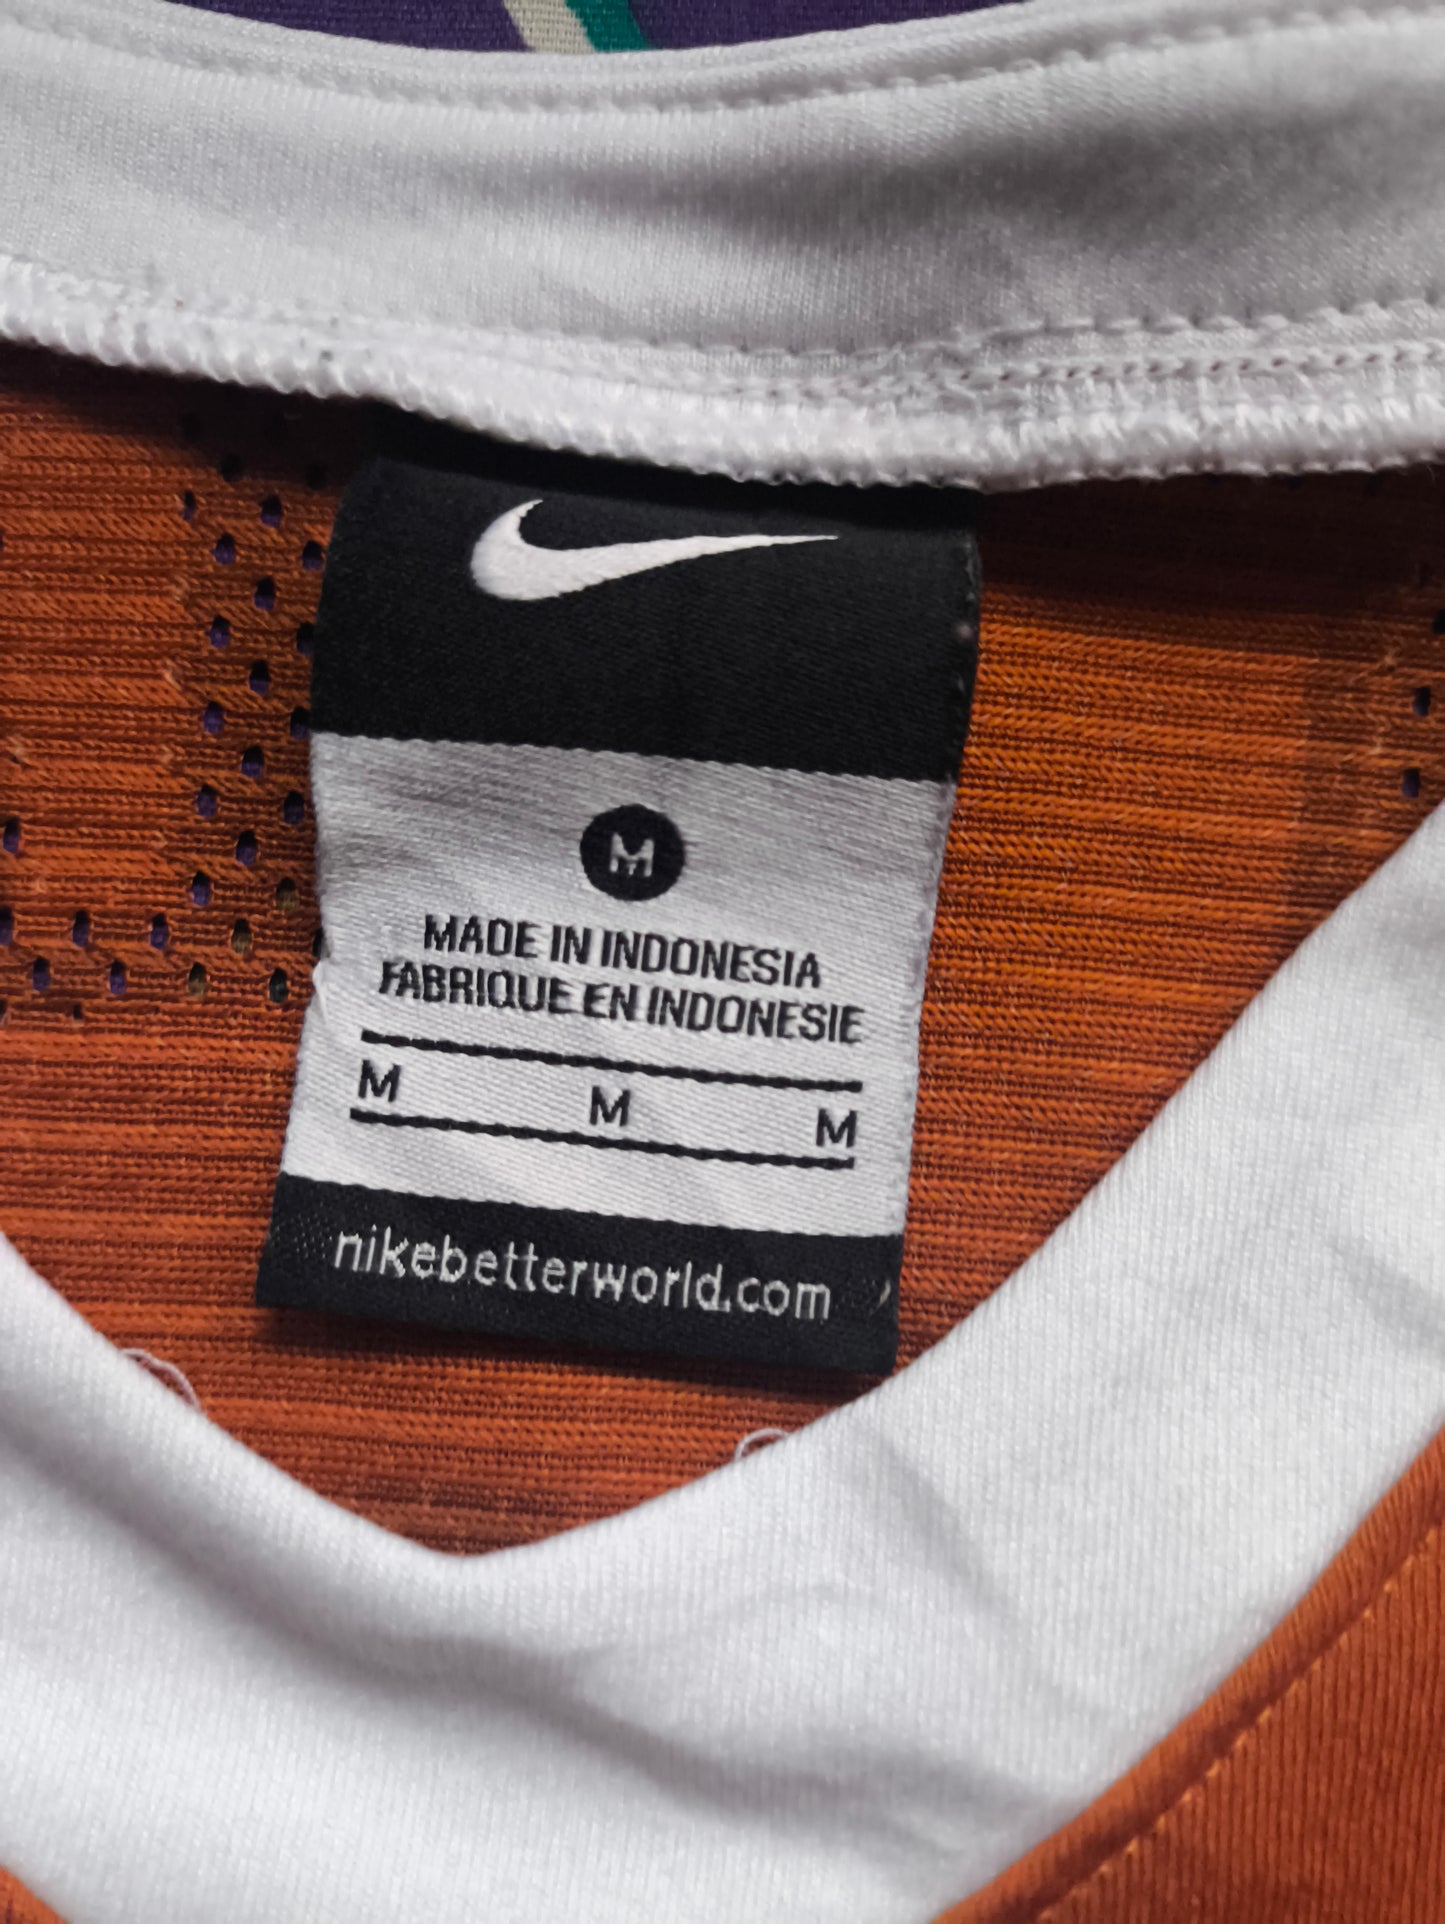 M
MADE IN INDONESIA
FABRIQUE EN INDONESIE
M M M
nikebetterworld.com